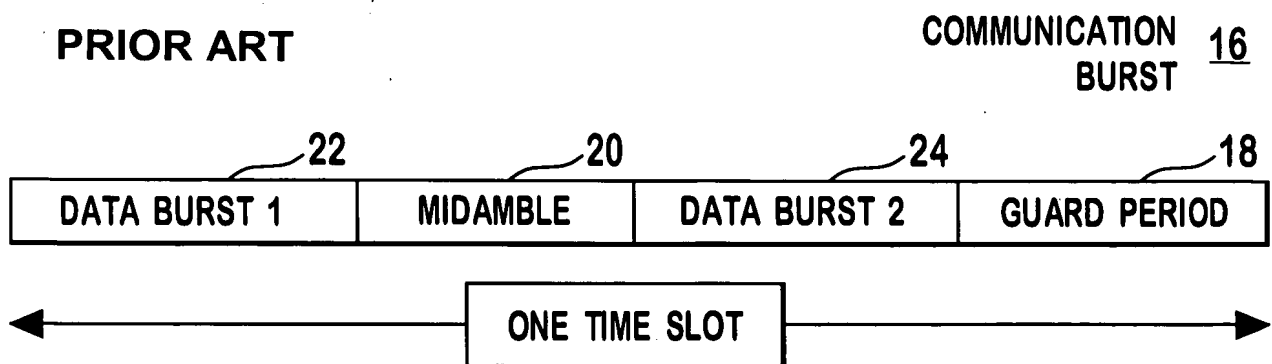 PRIOR ART
COMMUNICATION BURST 16
22
20
24
18
DATA BURST 1
MIDAMBLE
DATA BURST 2
GUARD PERIOD
ONE TIME SLOT